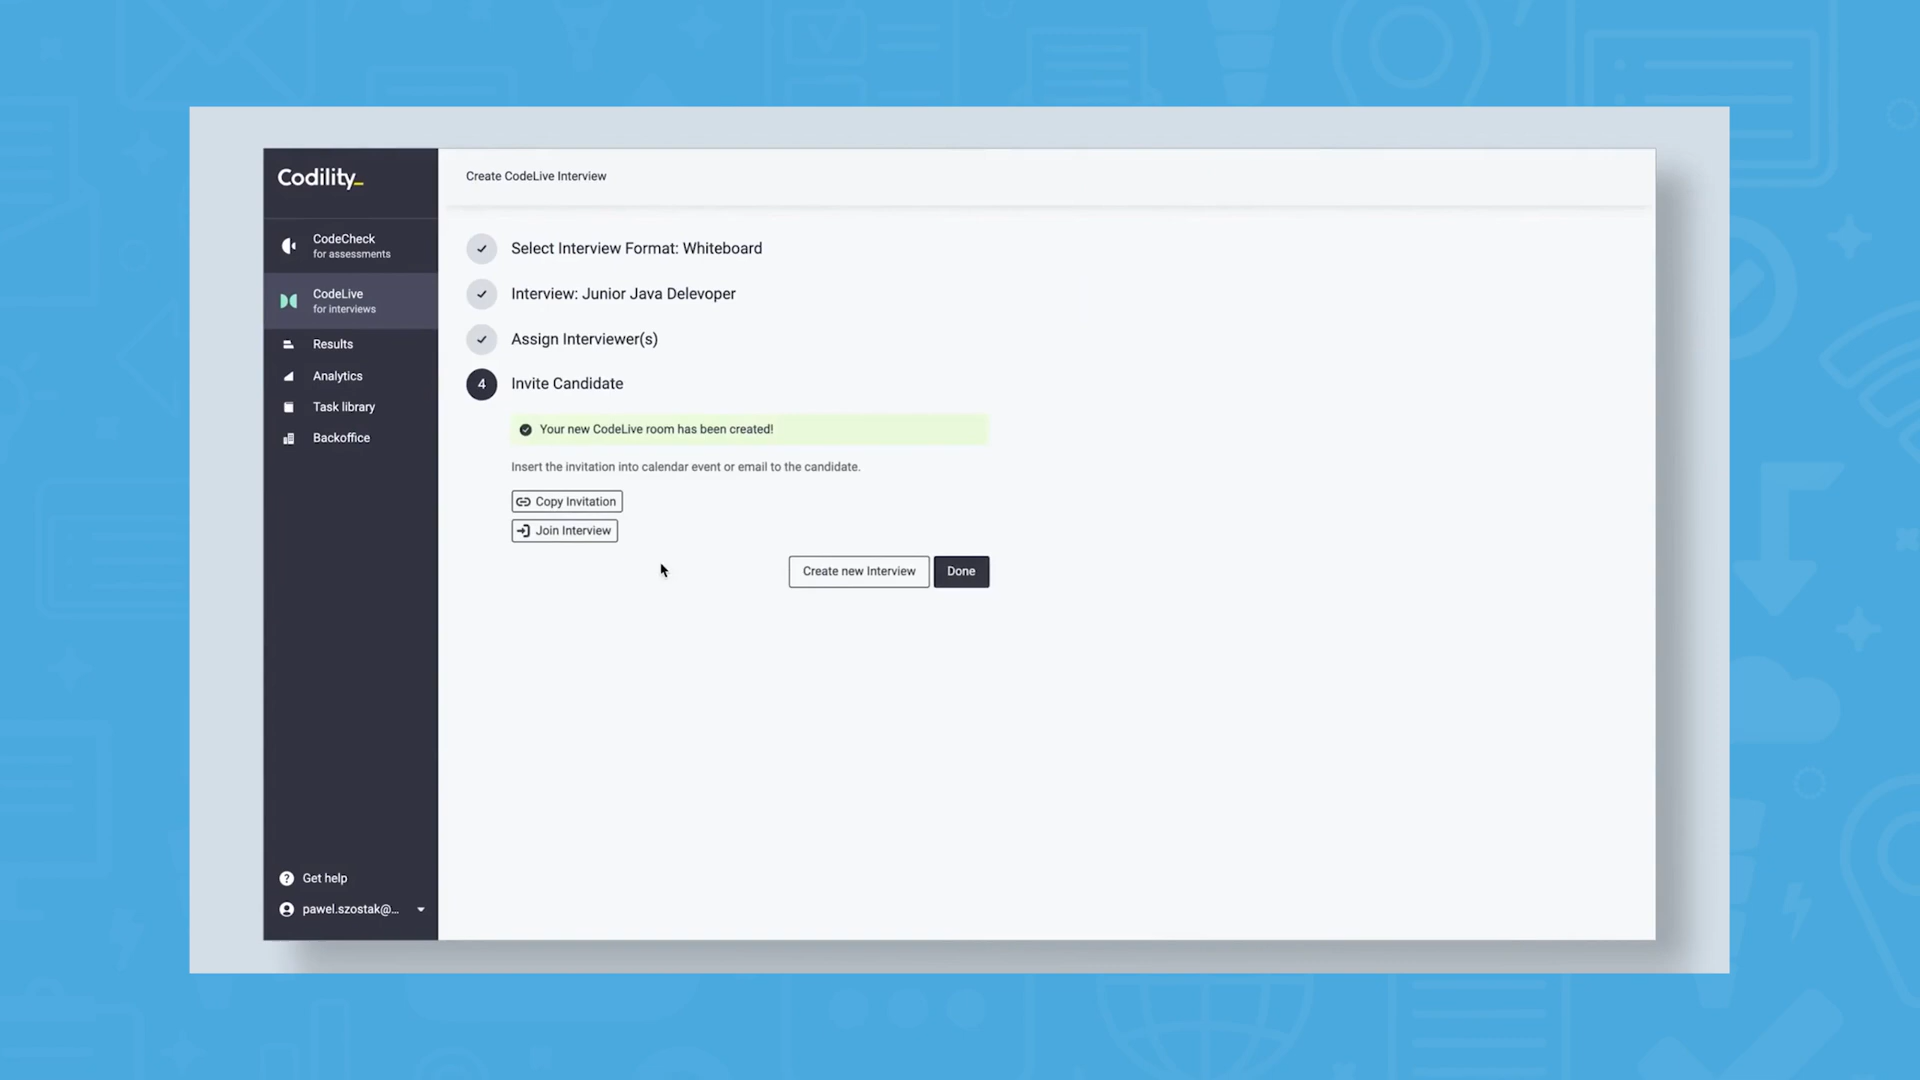 Codility_
CodeCheck
for assessments
CodeLive
for interviews
Results
Analytics
Task library
Backoffice
Get help
pawel.szostak@...
Create CodeLive Interview
Select Interview Format: Whiteboard
Interview: Junior Java Delevoper
Assign Interviewer(s)
4 Invite Candidate
Your new CodeLive room has been created!
Insert the invitation into calendar event or email to the candidate.
Copy Invitation
Join Interview
Create new Interview Done